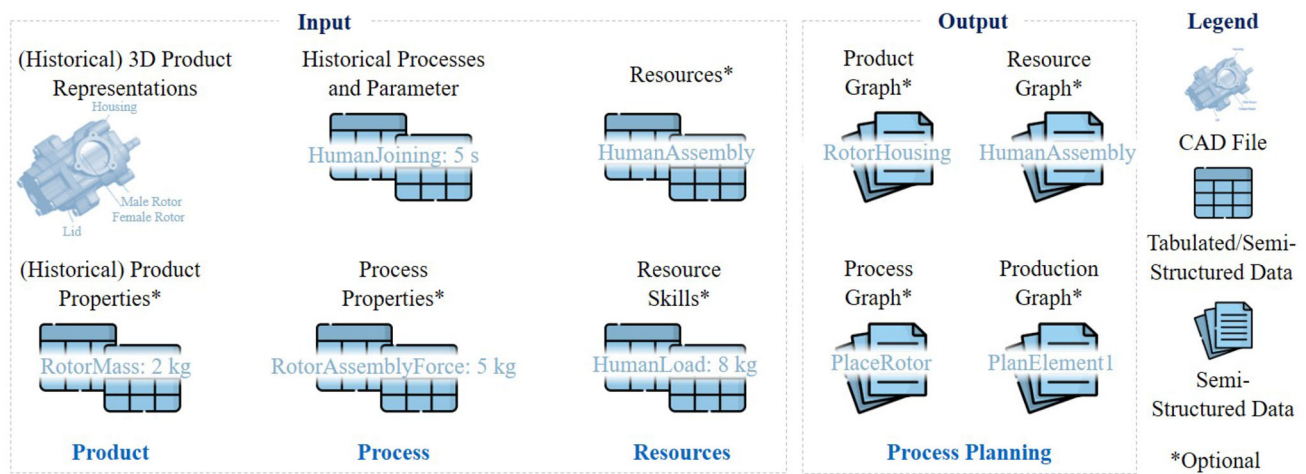 Input
(Historical) 3D Product
Representations
Housing
Male Rotor
Female Rotor
Lid
Historical Processes
and Parameter
HumanJoining: 5 s
Resources*
HumanAssembly
(Historical) Product
Properties*
RotorMass: 2 kg
Product
Process
Properties*
RotorAssemblyForce: 5 kg
Process
Resource
Skills*
HumanLoad: 8 kg
Resources
Output
Product
Graph*
RotorHousing
Resource
Graph*
HumanAssembly
Process
Graph*
PlaceRotor
Production
Graph*
PlanElement1
Process Planning
Legend
CAD File
Tabulated/Semi-
Structured Data
Semi-
Structured Data
*Optional